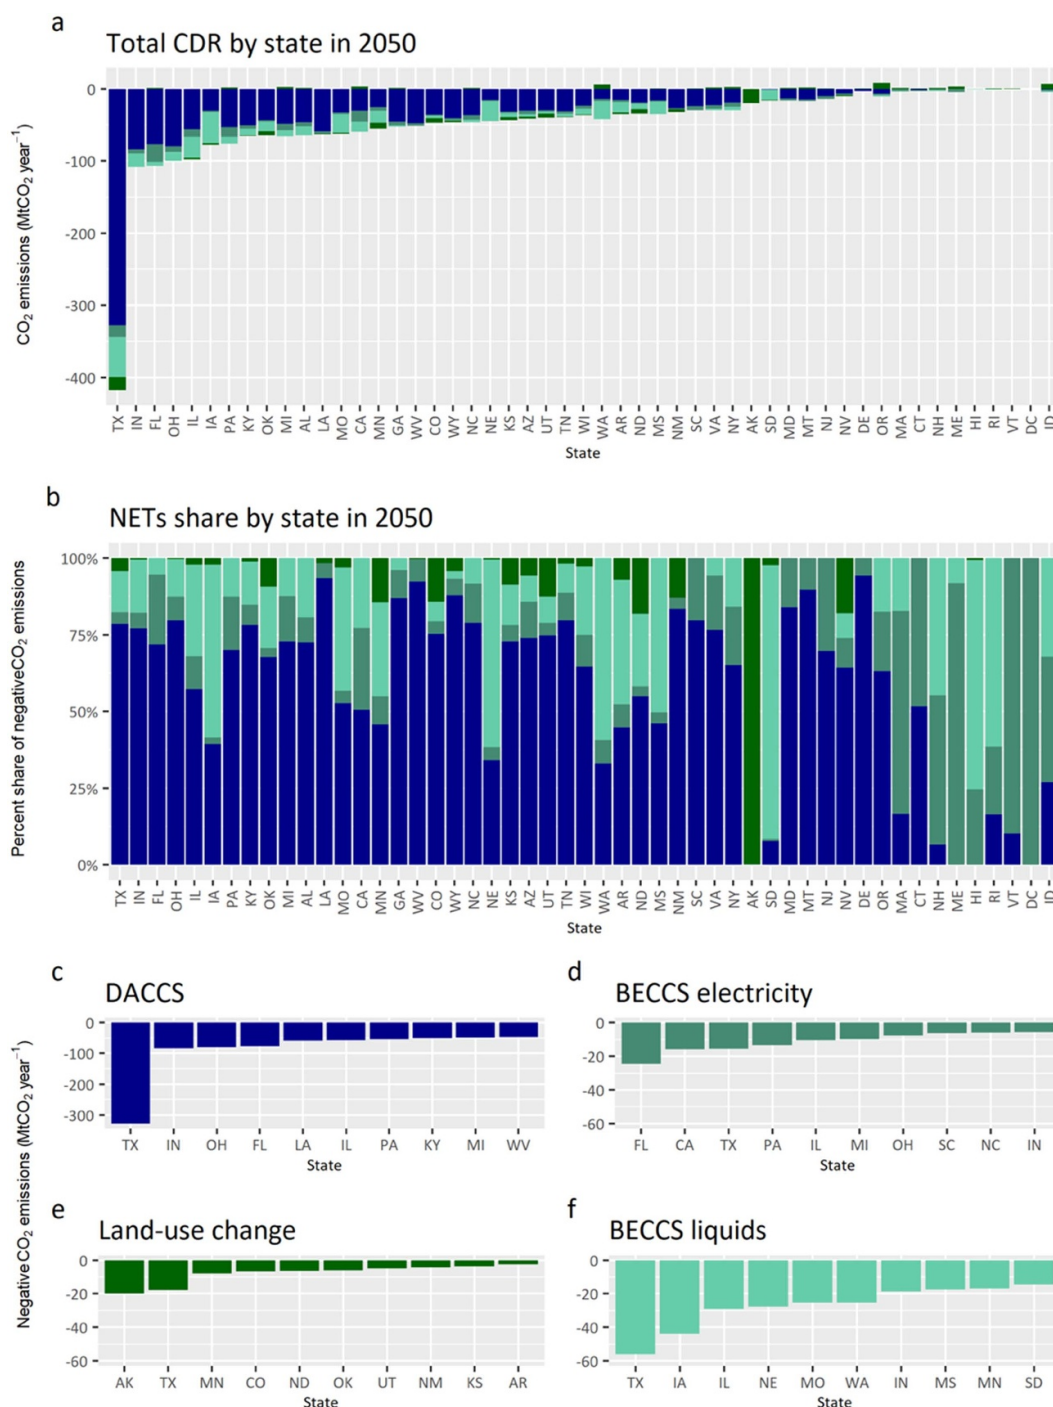 a
Total CDR by state in 2050
CO2 emissions (MtCO2 year−1)
0
-100
-200
-300
-400
TX IN FL OH IL IA PA KY OK MI AL LA MO CA MN GA WV CO WY NC NE KS AZ UT TN WI WA AR ND MS NM SC VA NY AK SD MD MT NJ NV DE OR MA CT NH ME HI RI VT DC ID
State
b
NETs share by state in 2050
Percent share of negativeCO2 emissions
100%
75%
50%
25%
0%
TX IN FL OH IL IA PA KY OK MI AL LA MO CA MN GA WV CO WY NC NE KS AZ UT TN WI WA AR ND MS NM SC VA NY AK SD MD MT NJ NV DE OR MA CT NH ME HI RI VT DC ID
State
Negative CO2 emissions (MtCO2 year−1)
c
DACCS
0
-100
-200
-300
TX IN OH FL LA IL PA KY MI WV
State
d
BECCS electricity
0
-20
-40
-60
FL CA TX PA IL MI OH SC NC IN
State
e
Land-use change
0
-20
-40
-60
AK TX MN CO ND OK UT NM KS AR
State
f
BECCS liquids
0
-20
-40
-60
TX IA IL NE MO WA IN MS MN SD
State